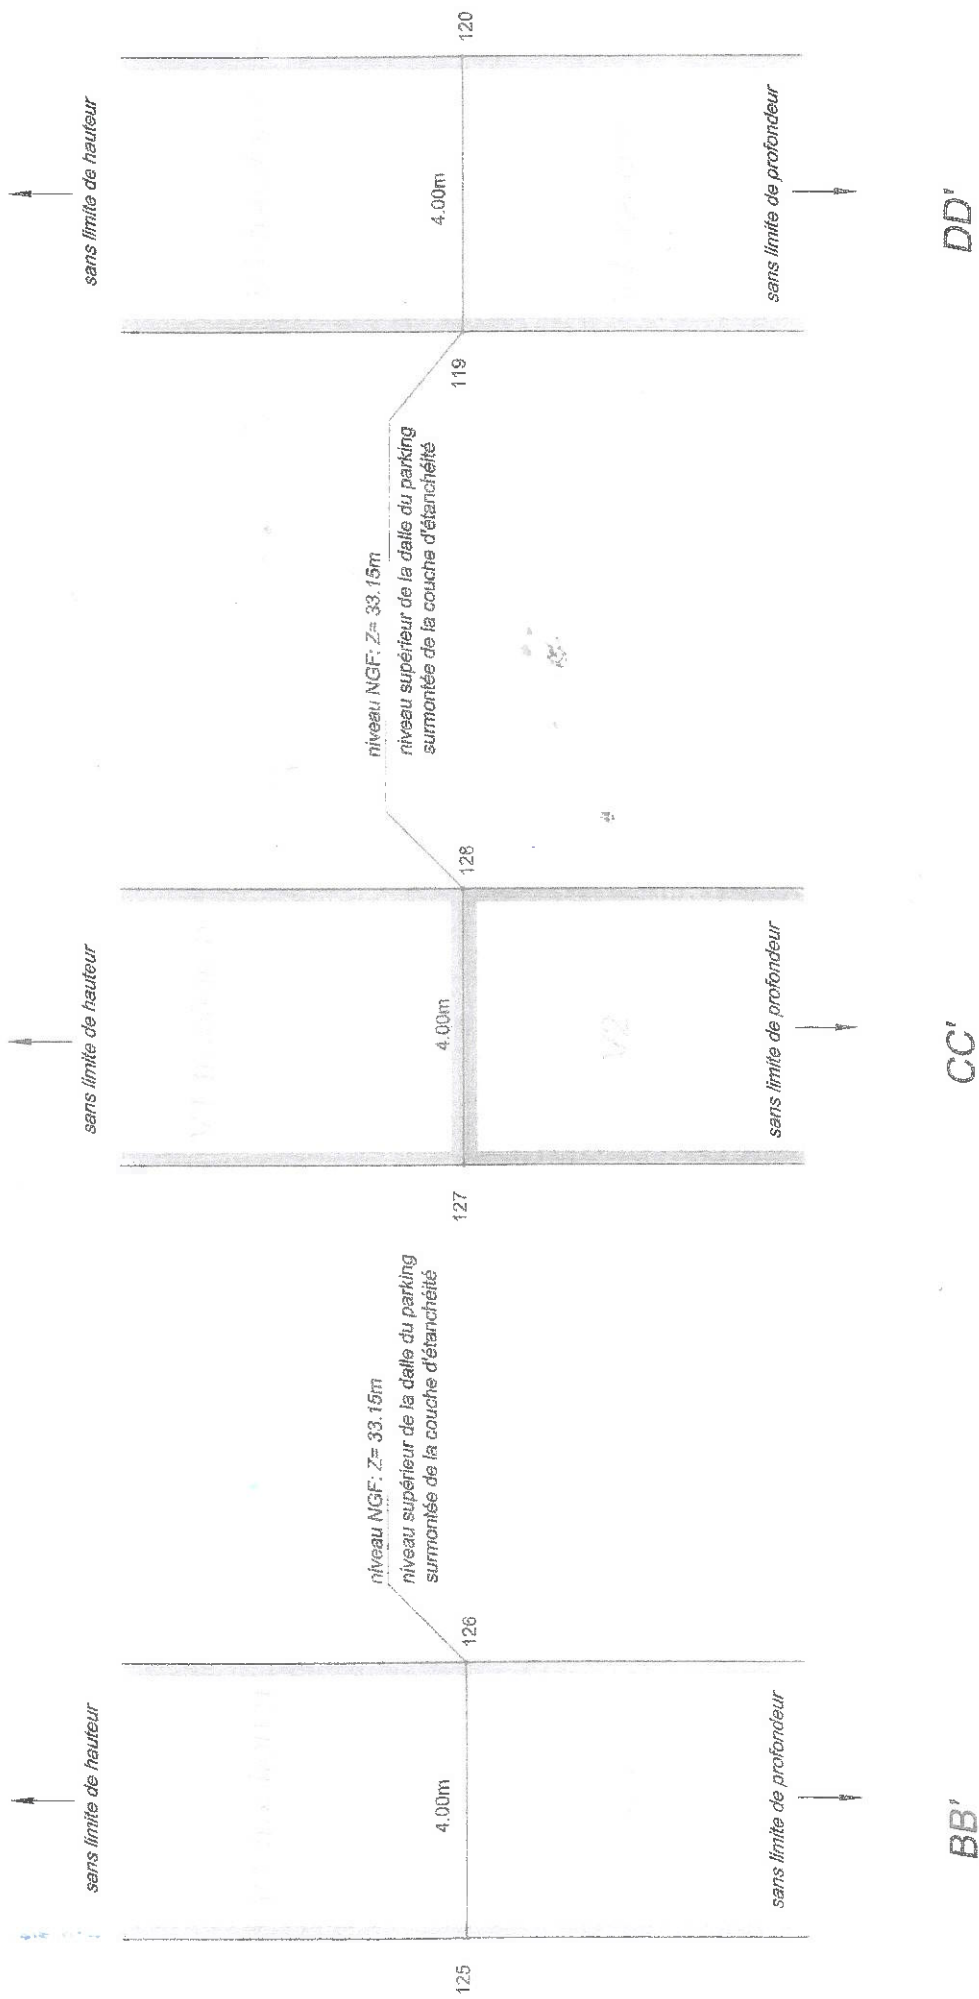 sans limite de hauteur
4.00m
125
126
niveau NGF: Z= 33.15m
niveau supérieur de la dalle du parking
surmontée de la couche d'étanchéité
sans limite de profondeur
BB'
sans limite de hauteur
4.00m
127
128
niveau NGF: Z= 33.15m
niveau supérieur de la dalle du parking
surmontée de la couche d'étanchéité
V2
sans limite de profondeur
CC'
sans limite de hauteur
4.00m
119
120
sans limite de profondeur
DD'